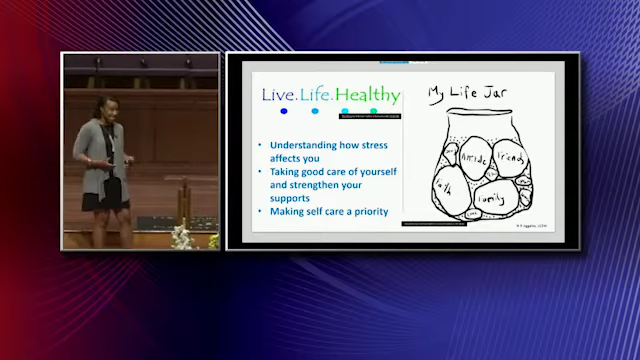 Live.Life.Healthy
• Understanding how stress
affects you
• Taking good care of yourself
and strengthen your
supports
• Making self care a priority
My Life Jar
Friends
Faith
Family